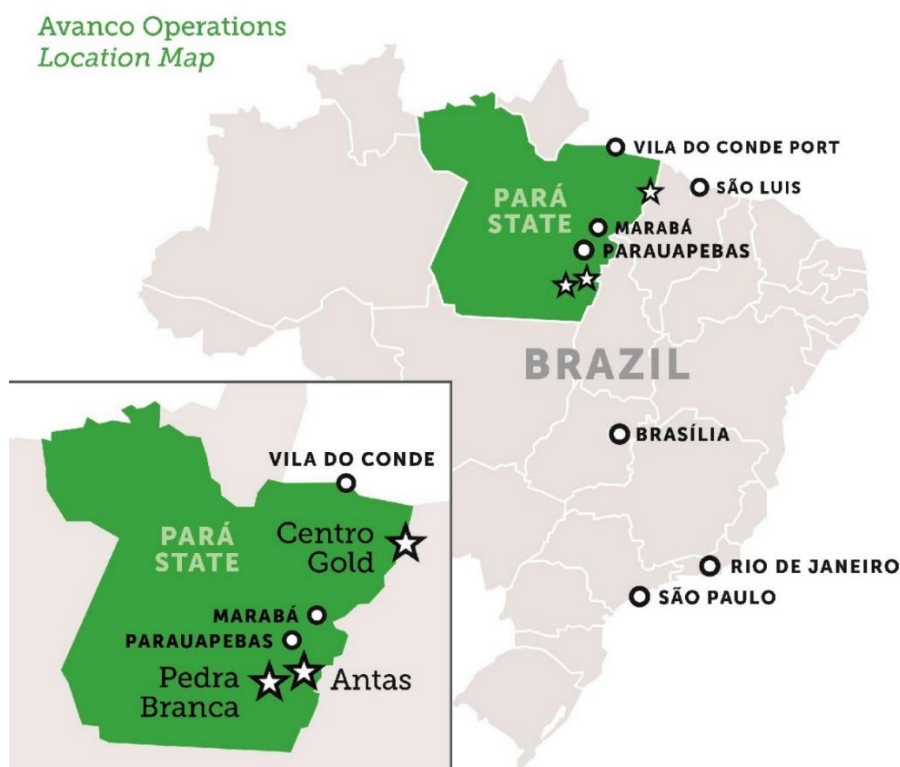 Avanco Operations
Location Map
VILA DO CONDE PORT
SÃO LUIS
PARÁ
STATE
MARABÁ
PARAUAPEBAS
BRAZIL
BRASÍLIA
RIO DE JANEIRO
SÃO PAULO
VILA DO CONDE
PARÁ
STATE
Centro
Gold
MARABÁ
PARAUAPEBAS
Pedra
Branca
Antas